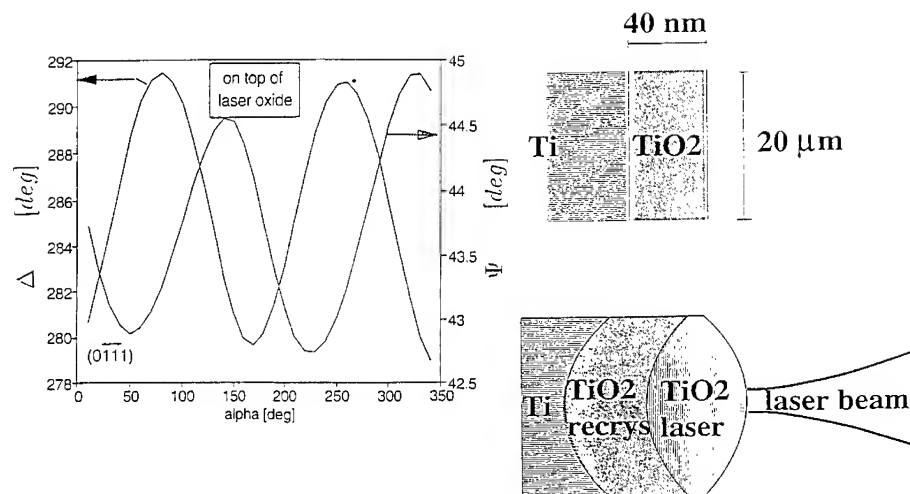 292
290
288
286
284
282
280
278
Δ [deg]
on top of
laser oxide
(0111)
0
50
100
150
200
250
300
350
alpha [deg]
45
44.5
44
43.5
43
42.5
Ψ [deg]
40 nm
Ti
TiO2
20 μm
Ti
TiO2
recrys
TiO2
laser
laser beam